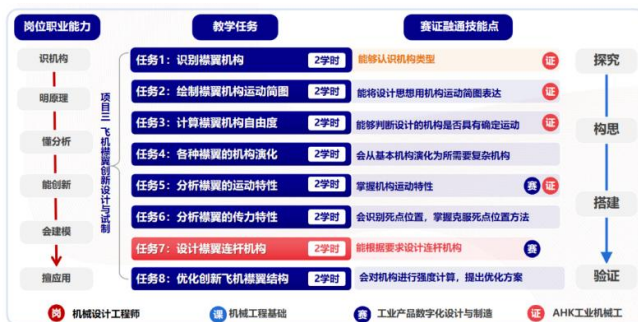 岗位职业能力
教学任务
赛证融通技能点
识机构
明原理
懂分析
能创新
会建模
擅应用
项目三 飞机襟翼创新设计与试制
任务1：识别襟翼机构 2学时 能够认识机构类型 证
任务2：绘制襟翼机构运动简图 2学时 能将设计思想用机构运动简图表达 证
任务3：计算襟翼机构自由度 2学时 能够判断设计的机构是否具有确定运动 证
任务4：各种襟翼的机构演化 2学时 会从基本机构演化为所需要复杂机构
任务5：分析襟翼的运动特性 2学时 掌握机构运动特性 赛 证
任务6：分析襟翼的传力特性 2学时 会识别死点位置，掌握克服死点位置方法
任务7：设计襟翼连杆机构 2学时 能根据要求设计连杆机构 赛
任务8：优化创新飞机襟翼结构 2学时 会对机构进行强度计算，提出优化方案
探究
构思
搭建
验证
岗 机械设计工程师 课 机械工程基础 赛 工业产品数字化设计与制造 证 AHK工业机械工